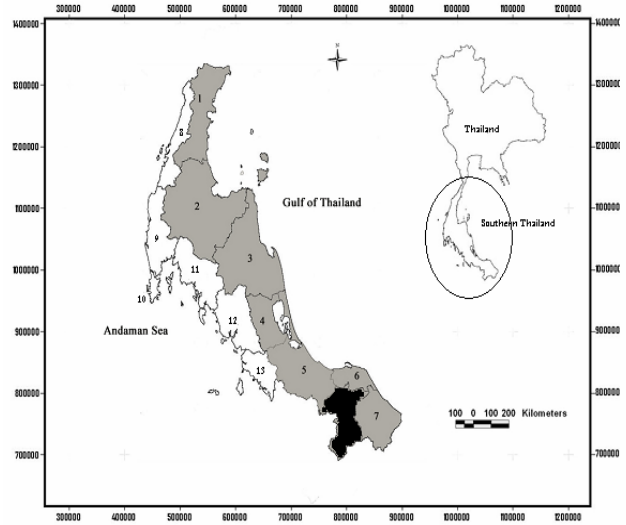 300000 400000 500000 600000 700000 800000 900000 1000000 1100000 1200000
1400000 1400000
N
1300000 1300000
1
Thailand
8
1200000 1200000
2
Gulf of Thailand
1100000 1100000
Southern Thailand
9
3
11
1000000 1000000
10
12
4
Andaman Sea
900000 900000
13
5
6
800000 800000
7
100 0 100 200 Kilometers
700000 700000
300000 400000 500000 600000 700000 800000 900000 1000000 1100000 1200000